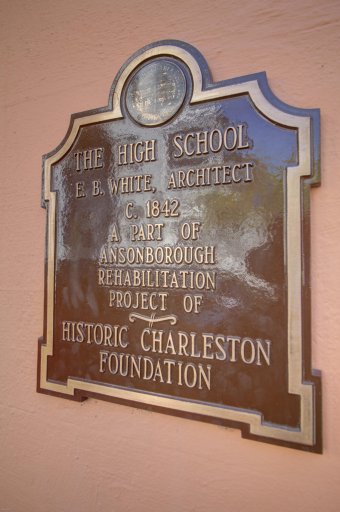 THE HIGH SCHOOL
E. B. WHITE, ARCHITECT
C. 1842
A PART OF
ANSONBOROUGH
REHABILITATION
PROJECT OF
HISTORIC CHARLESTON
FOUNDATION